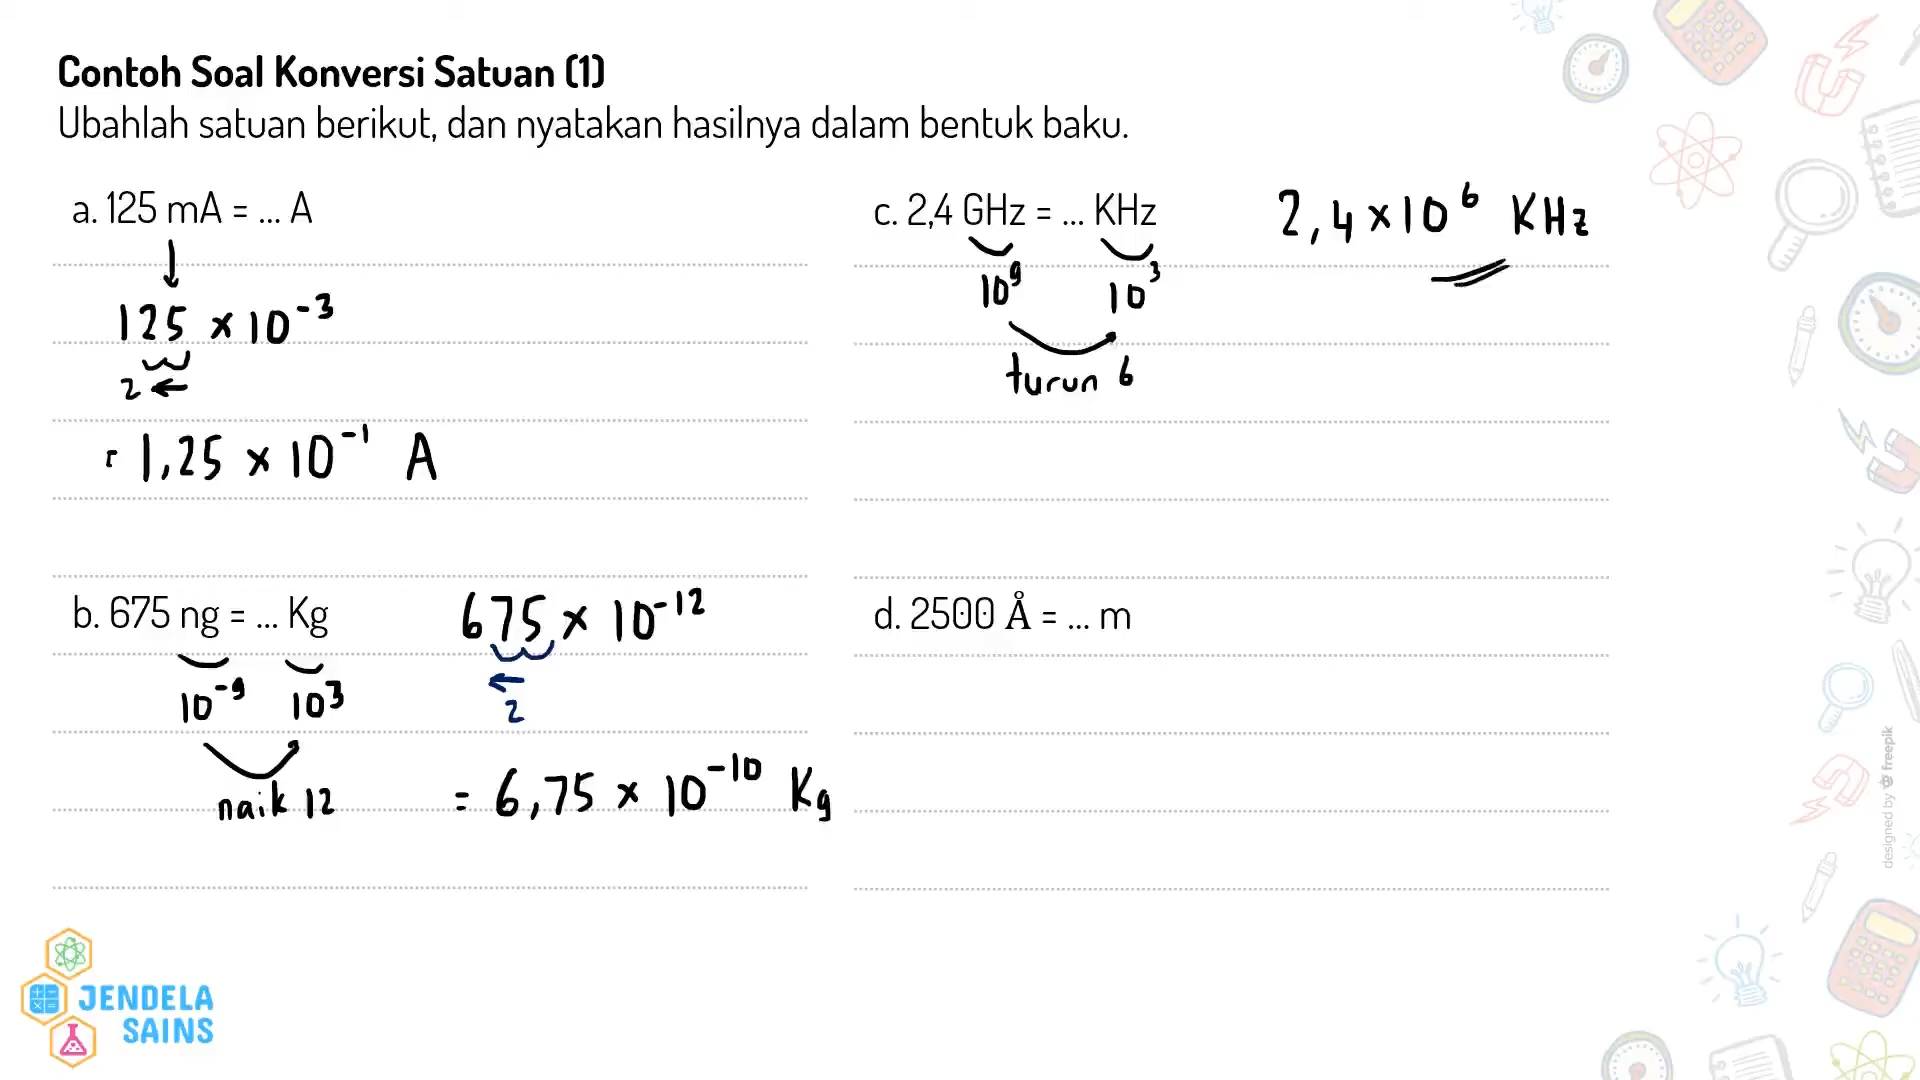 Contoh Soal Konversi Satuan (1)
Ubahlah satuan berikut, dan nyatakan hasilnya dalam bentuk baku.
a. 125 mA = ... A
125 × 10⁻³
2 ←
= 1,25 × 10⁻¹ A
b. 675 ng = ... Kg
10⁻⁹ 10³
naik 12
675 × 10⁻¹²
←
2
= 6,75 × 10⁻¹⁰ Kg
c. 2,4 GHz = ... KHz
10⁹ 10³
turun 6
2,4 × 10⁶ KHz
d. 2500 Å = ... m
JENDELA
SAINS
designed by freepik